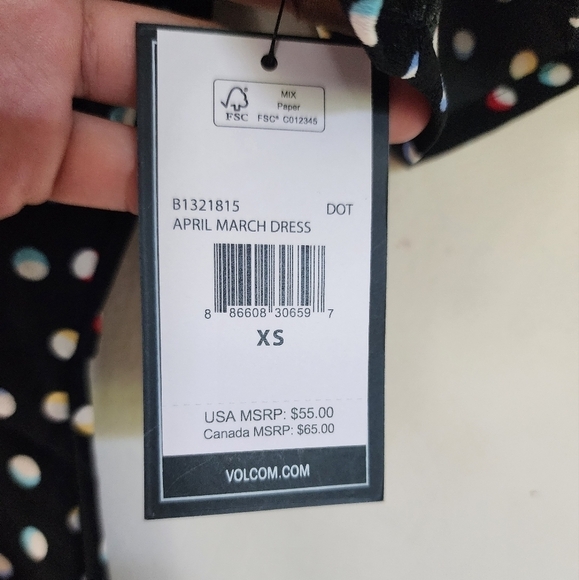 MIX
Paper
FSC® C012345
FSC
B1321815 DOT
APRIL MARCH DRESS
8 86608 30659 7
XS
USA MSRP: $55.00
Canada MSRP: $65.00
VOLCOM.COM